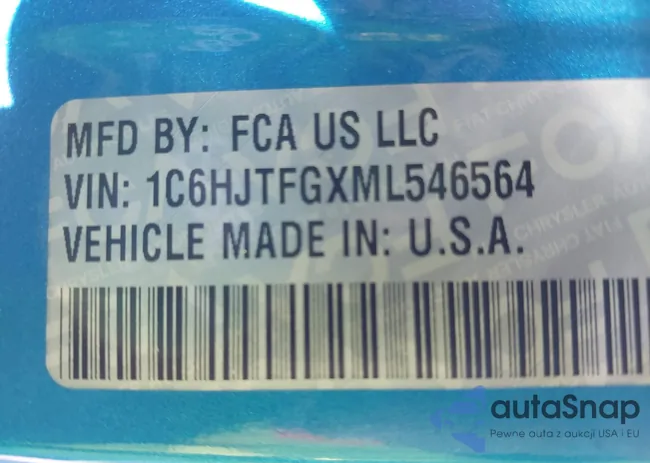 MFD BY: FCA US LLC
VIN: 1C6HJTFGXML546564
VEHICLE MADE IN: U.S.A.
autaSnap
Pewne auta z aukcji USA i EU